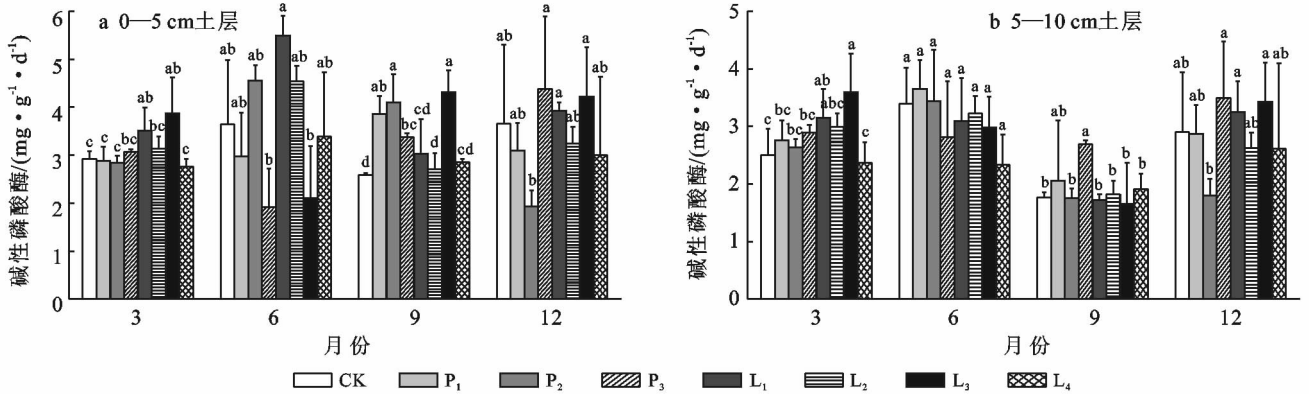 a 0—5 cm土层
碱性磷酸酶/(mg·g⁻¹·d⁻¹)
6
5
4
3
2
1
0
c c c bc ab bc ab c
ab ab ab b a ab b ab
d ab a bc cd d a cd
ab ab b a a ab a ab
3 6 9 12
月份
b 5—10 cm土层
碱性磷酸酶/(mg·g⁻¹·d⁻¹)
5
4
3
2
1
0
bc bc bc bc ab abc a c
a a a a a a a a
b ab b a b b b b
ab ab b a a ab a ab
3 6 9 12
月份
CK P₁ P₂ P₃ L₁ L₂ L₃ L₄